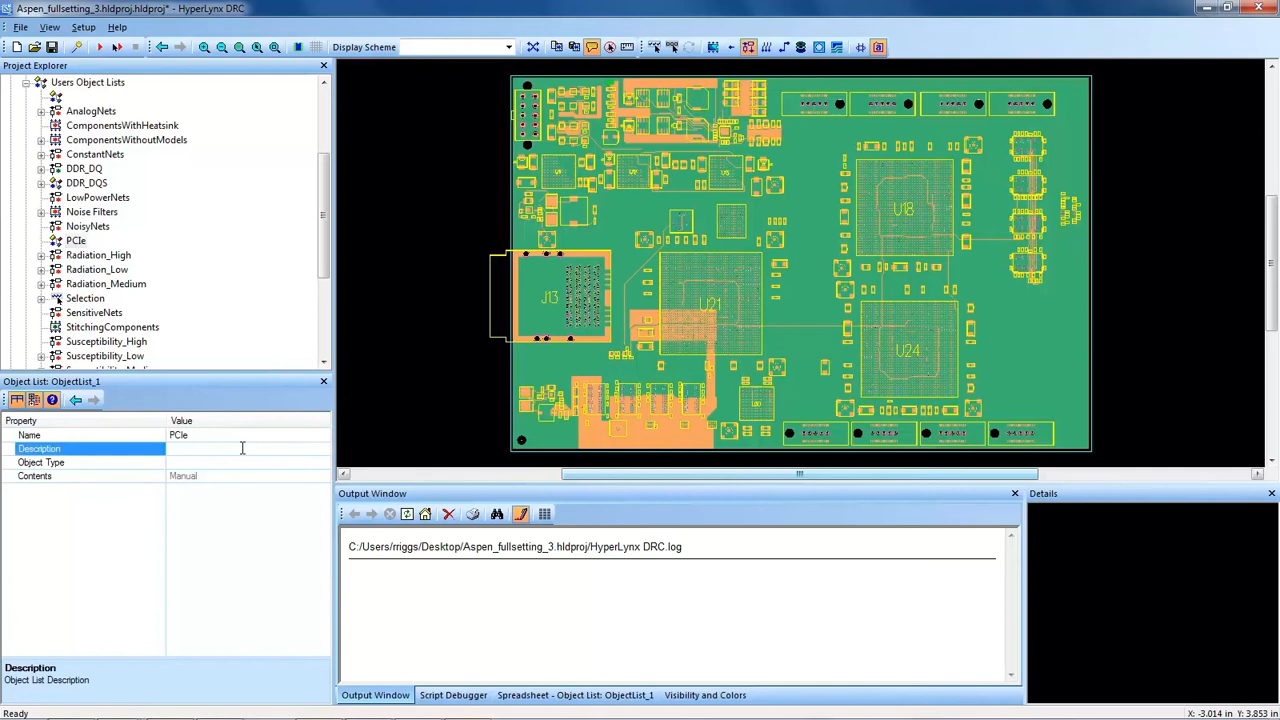 Aspen_fullsetting_3.hldproj.hldproj* - HyperLynx DRC
File View Setup Help
Display Scheme
Project Explorer
Users Object Lists
AnalogNets
ComponentsWithHeatsink
ComponentsWithoutModels
ConstantNets
DDR_DQ
DDR_DQS
LowPowerNets
Noise Filters
NoisyNets
PCIe
Radiation_High
Radiation_Low
Radiation_Medium
Selection
SensitiveNets
StitchingComponents
Susceptibility_High
Susceptibility_Low
J13
U21
U18
U24
Object List: ObjectList_1
Property Value
Name PCIe
Description
Object Type
Contents Manual
Description
Object List Description
Output Window
C:/Users/rriggs/Desktop/Aspen_fullsetting_3.hldproj/HyperLynx DRC.log
Details
Output Window Script Debugger Spreadsheet - Object List: ObjectList_1 Visibility and Colors
Ready
X: -3.014 in Y: 3.853 in